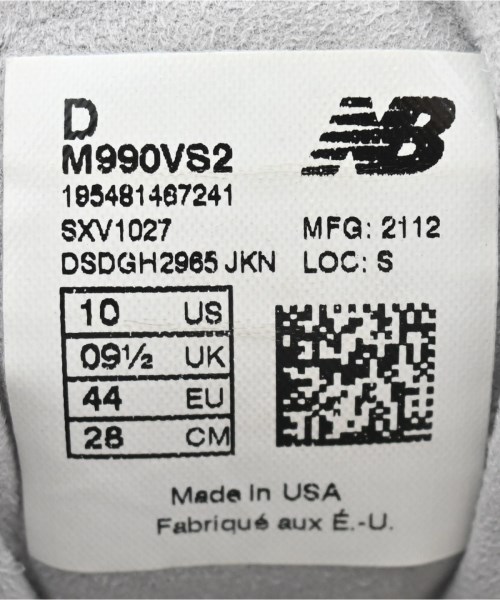 D
M990VS2
NB
195481467241
SXV1027
MFG: 2112
DSDGH2965 JKN
LOC: S
10 US
09½ UK
44 EU
28 CM
Made In USA
Fabriqué aux É.-U.